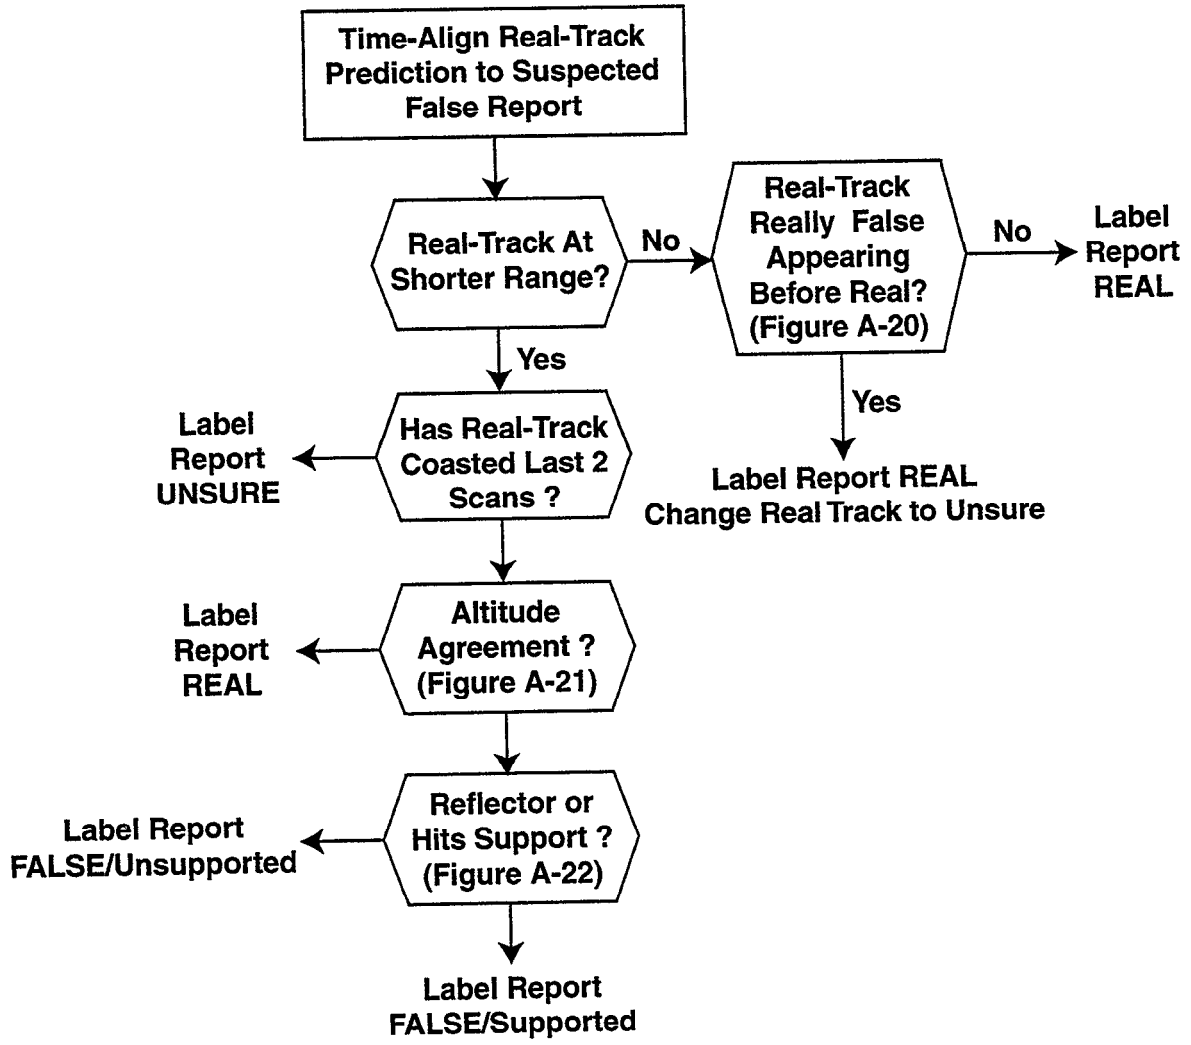 Time-Align Real-Track
Prediction to Suspected
False Report
Real-Track At
Shorter Range?
No
Real-Track
Really False
Appearing
Before Real?
(Figure A-20)
No
Label
Report
REAL
Yes
Yes
Label Report REAL
Change Real Track to Unsure
Has Real-Track
Coasted Last 2
Scans ?
Label
Report
UNSURE
Altitude
Agreement ?
(Figure A-21)
Label
Report
REAL
Reflector or
Hits Support ?
(Figure A-22)
Label Report
FALSE/Unsupported
Label Report
FALSE/Supported